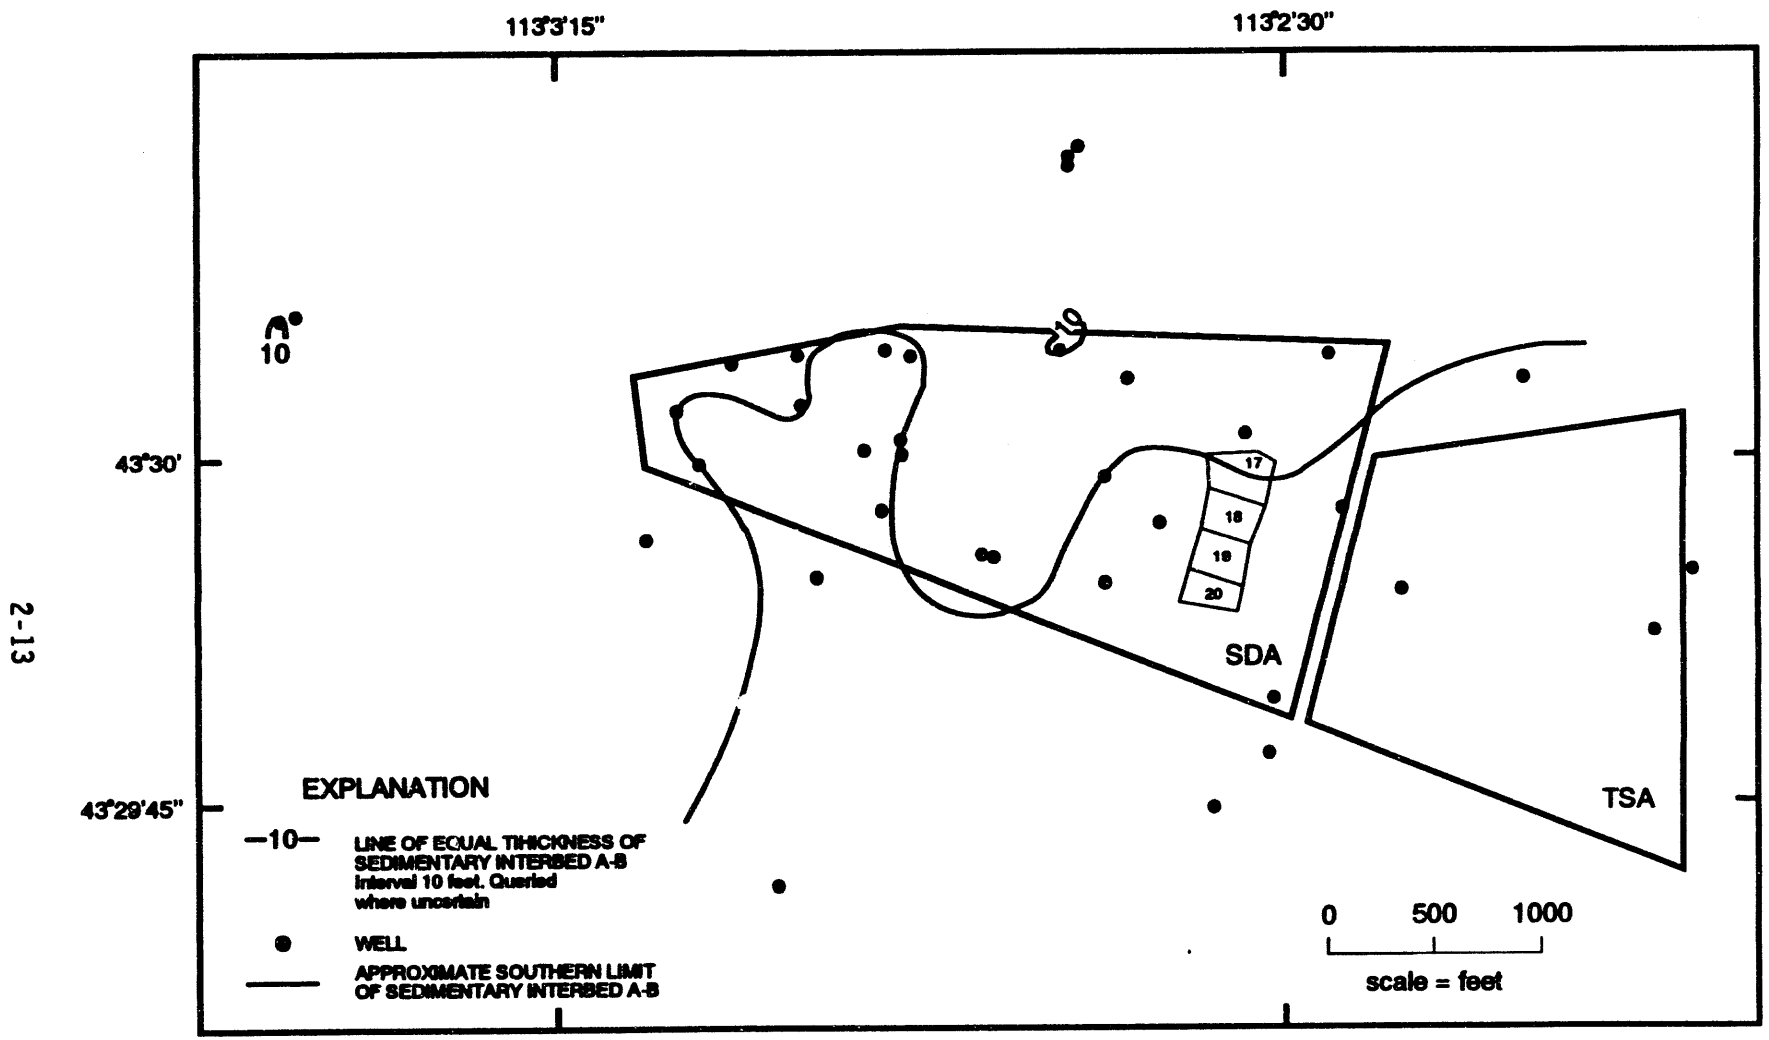 113°3'15"
113°2'30"
10
10
43°30'
17
18
19
20
SDA
2-13
EXPLANATION
43°29'45"
TSA
—10—
LINE OF EQUAL THICKNESS OF
SEDIMENTARY INTERBED A-B
Interval 10 feet. Queried
where uncertain
0 500 1000
WELL
APPROXIMATE SOUTHERN LIMIT
OF SEDIMENTARY INTERBED A-B
scale = feet